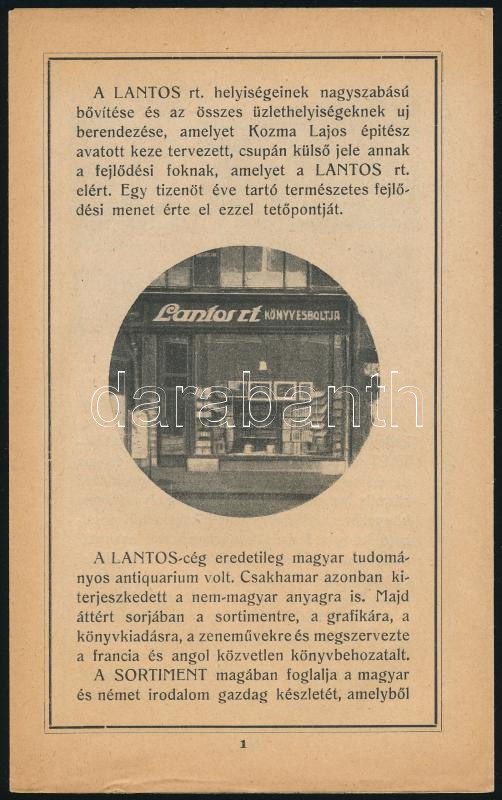 A LANTOS rt. helyiségeinek nagyszabású
bővítése és az összes üzlethelyiségeknek uj
berendezése, amelyet Kozma Lajos épitész
avatott keze tervezett, csupán külső jele annak
a fejlődési foknak, amelyet a LANTOS rt.
elért. Egy tizenöt éve tartó természetes fejlő-
dési menet érte el ezzel tetőpontját.
Lantos rt KÖNYVESBOLTJA
darabanth
A LANTOS-cég eredetileg magyar tudomá-
nyos antiquarium volt. Csakhamar azonban ki-
terjeszkedett a nem-magyar anyagra is. Majd
áttért sorjában a sortimentre, a grafikára, a
könyvkiadásra, a zeneművekre és megszervezte
a francia és angol közvetlen könyvbehozatalt.
A SORTIMENT magában foglalja a magyar
és német irodalom gazdag készletét, amelyből
1